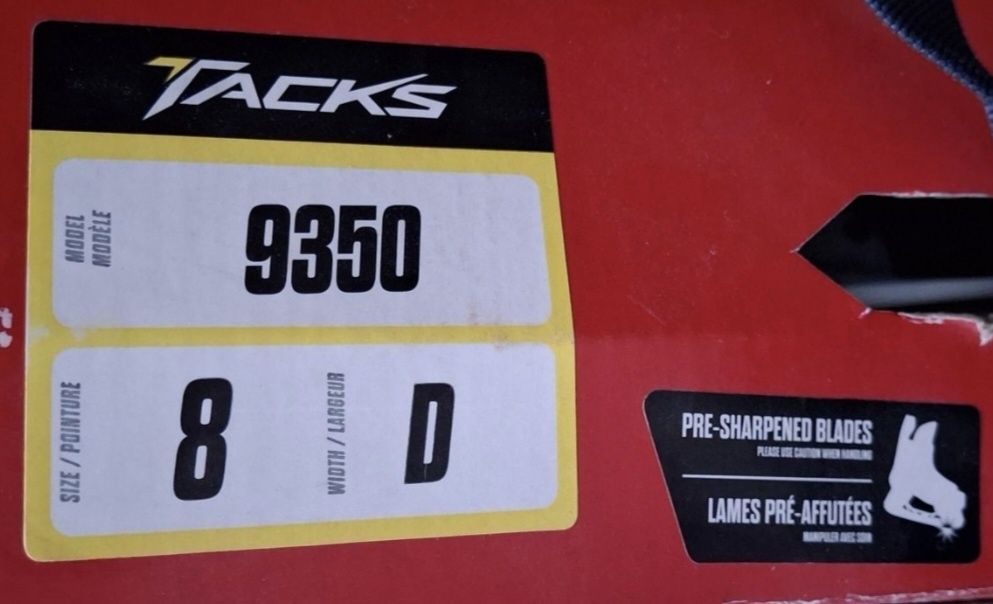 TACKS
MODEL
MODÈLE
9350
SIZE / POINTURE
8
WIDTH / LARGEUR
D
PRE-SHARPENED BLADES
PLEASE USE CAUTION WHEN HANDLING
LAMES PRÉ-AFFUTÉES
MANIPULER AVEC SOIN